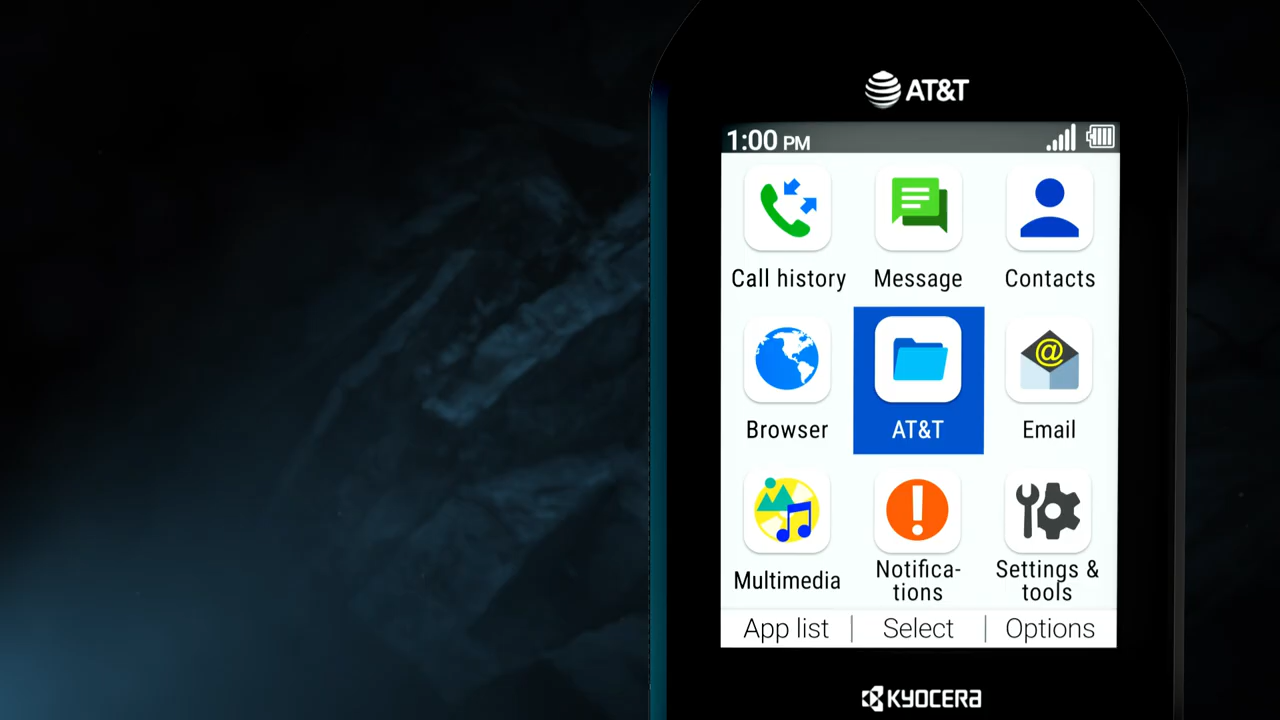 AT&T
1:00 PM
Call history Message Contacts
@
Browser AT&T Email
Multimedia Notifica-
tions Settings &
tools
App list | Select | Options
KYOCERA